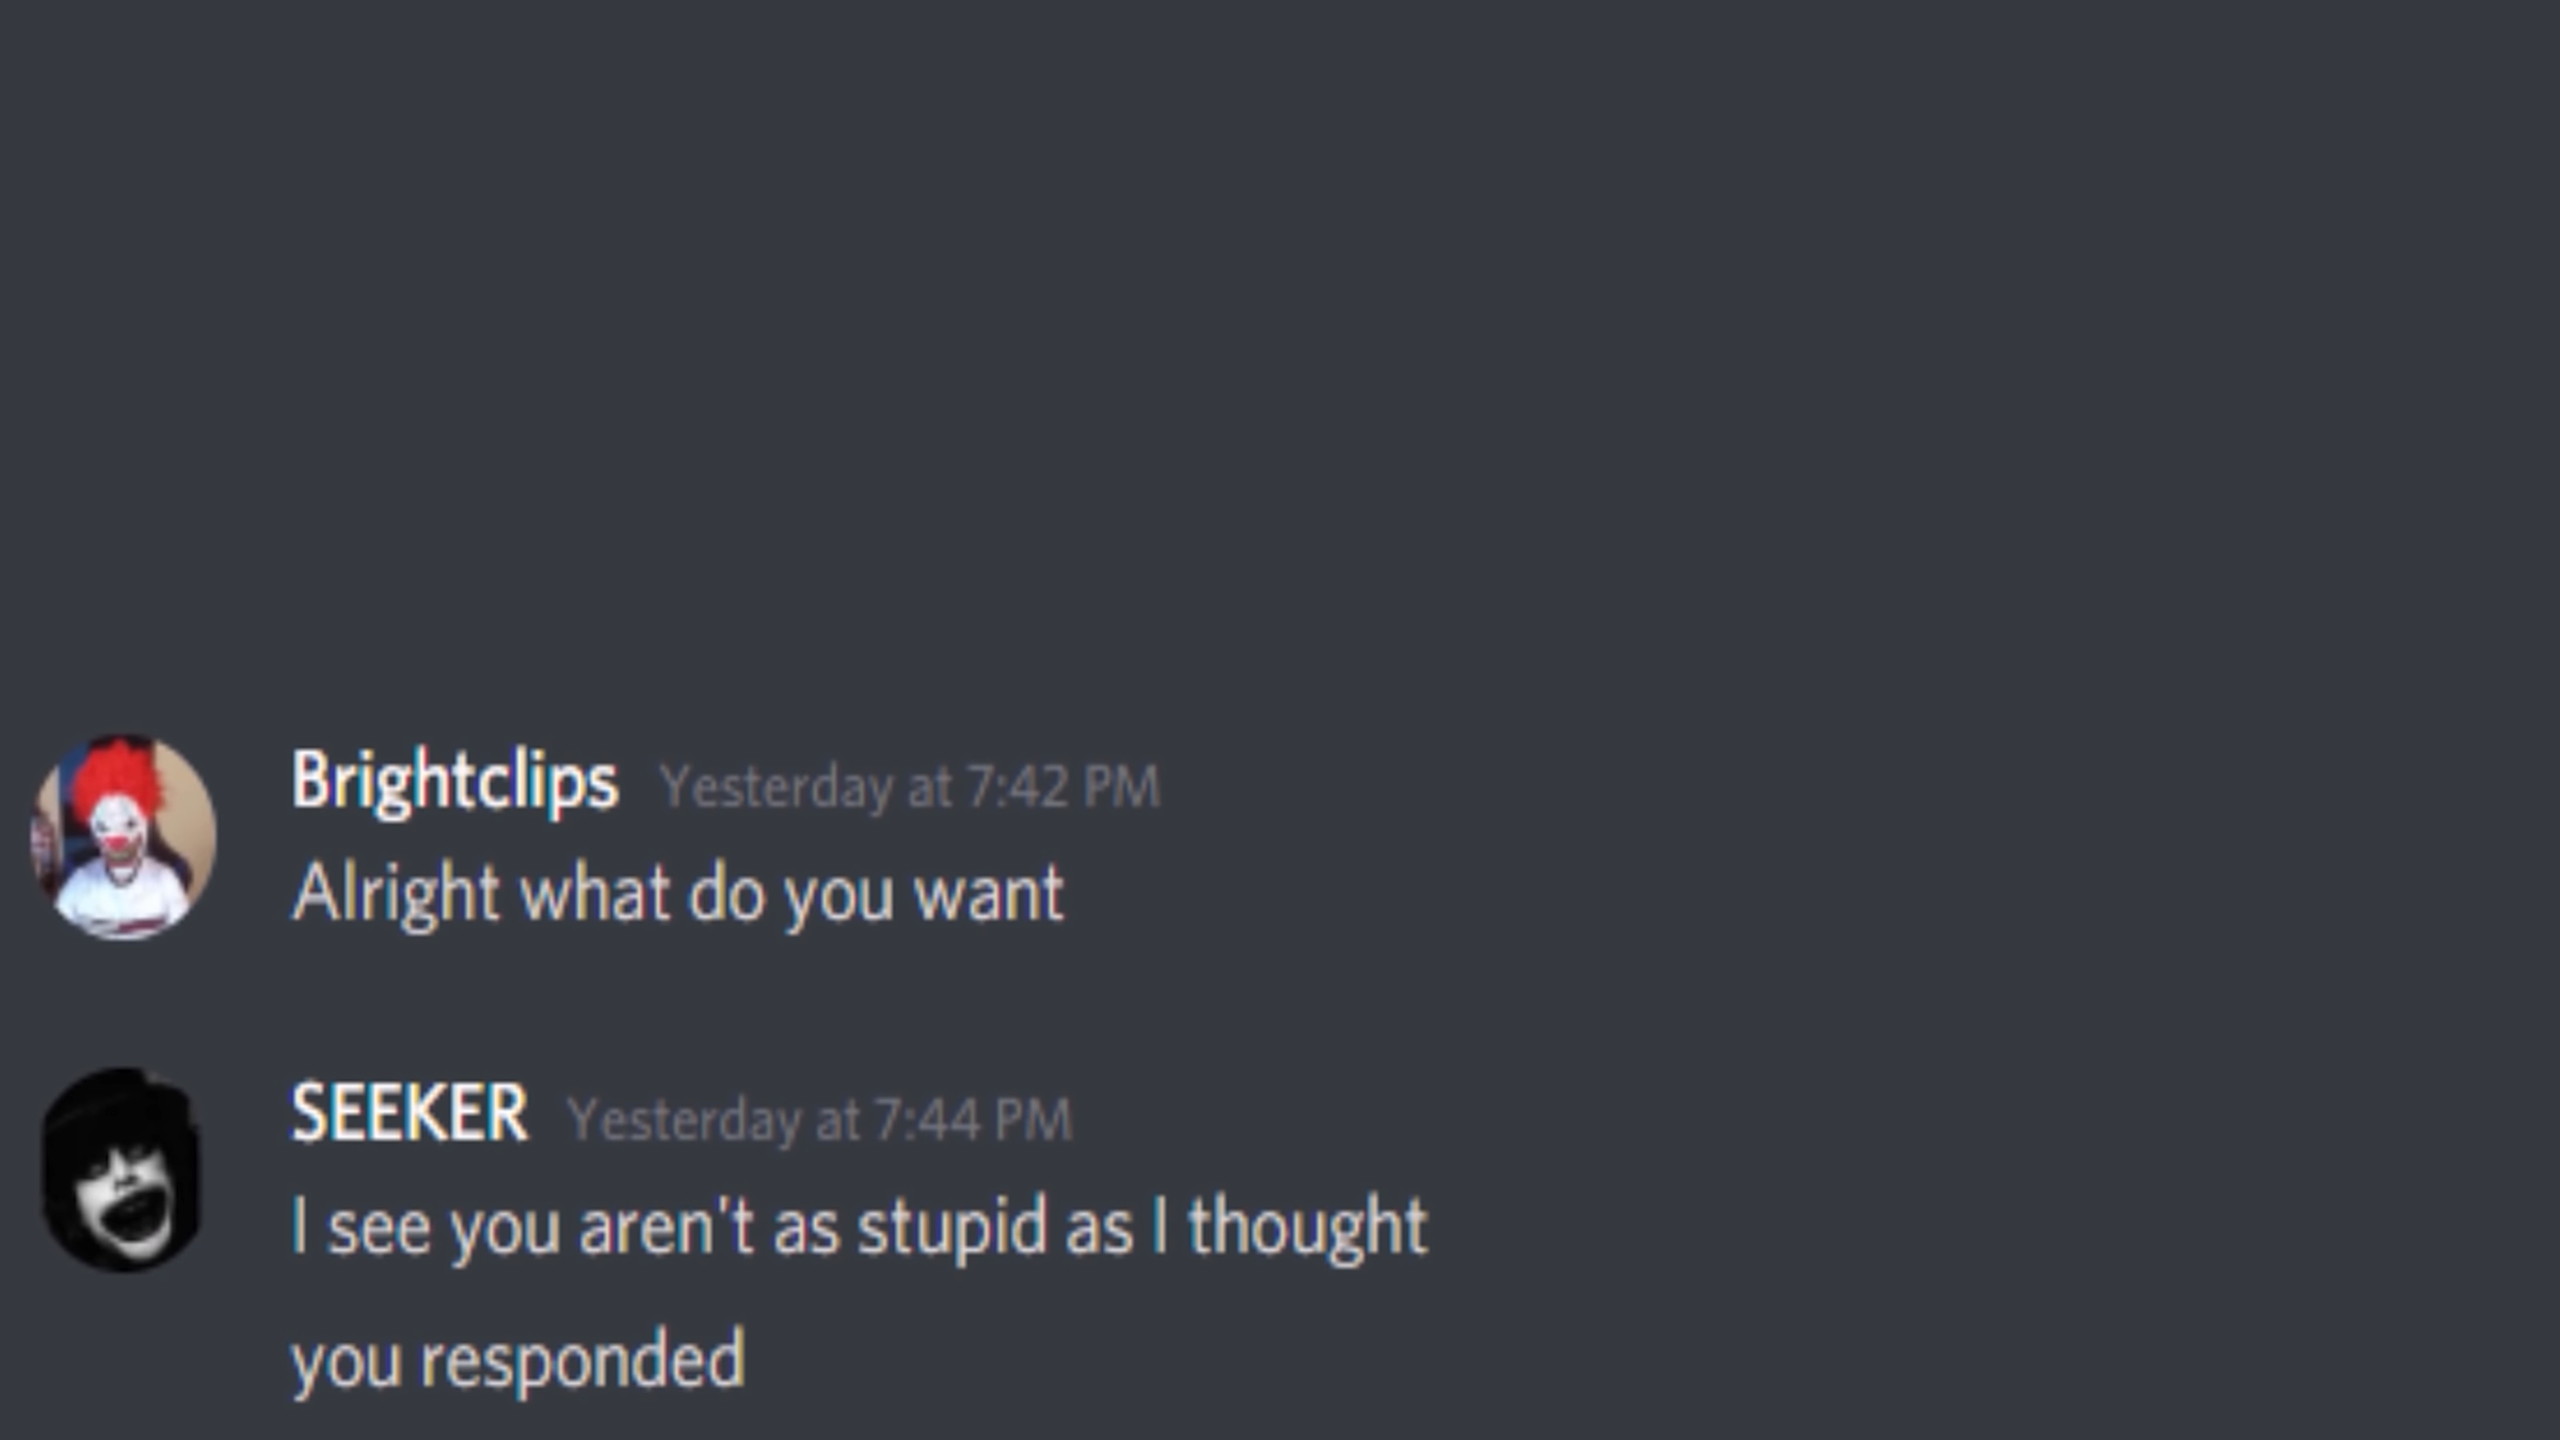 Brightclips Yesterday at 7:42 PM
Alright what do you want
SEEKER Yesterday at 7:44 PM
I see you aren't as stupid as I thought
you responded